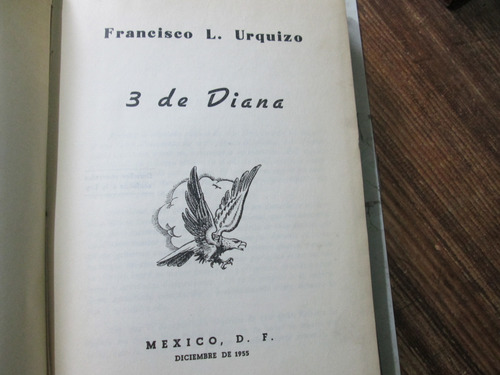 Francisco L. Urquizo
3 de Diana
MEXICO, D. F.
DICIEMBRE DE 1955